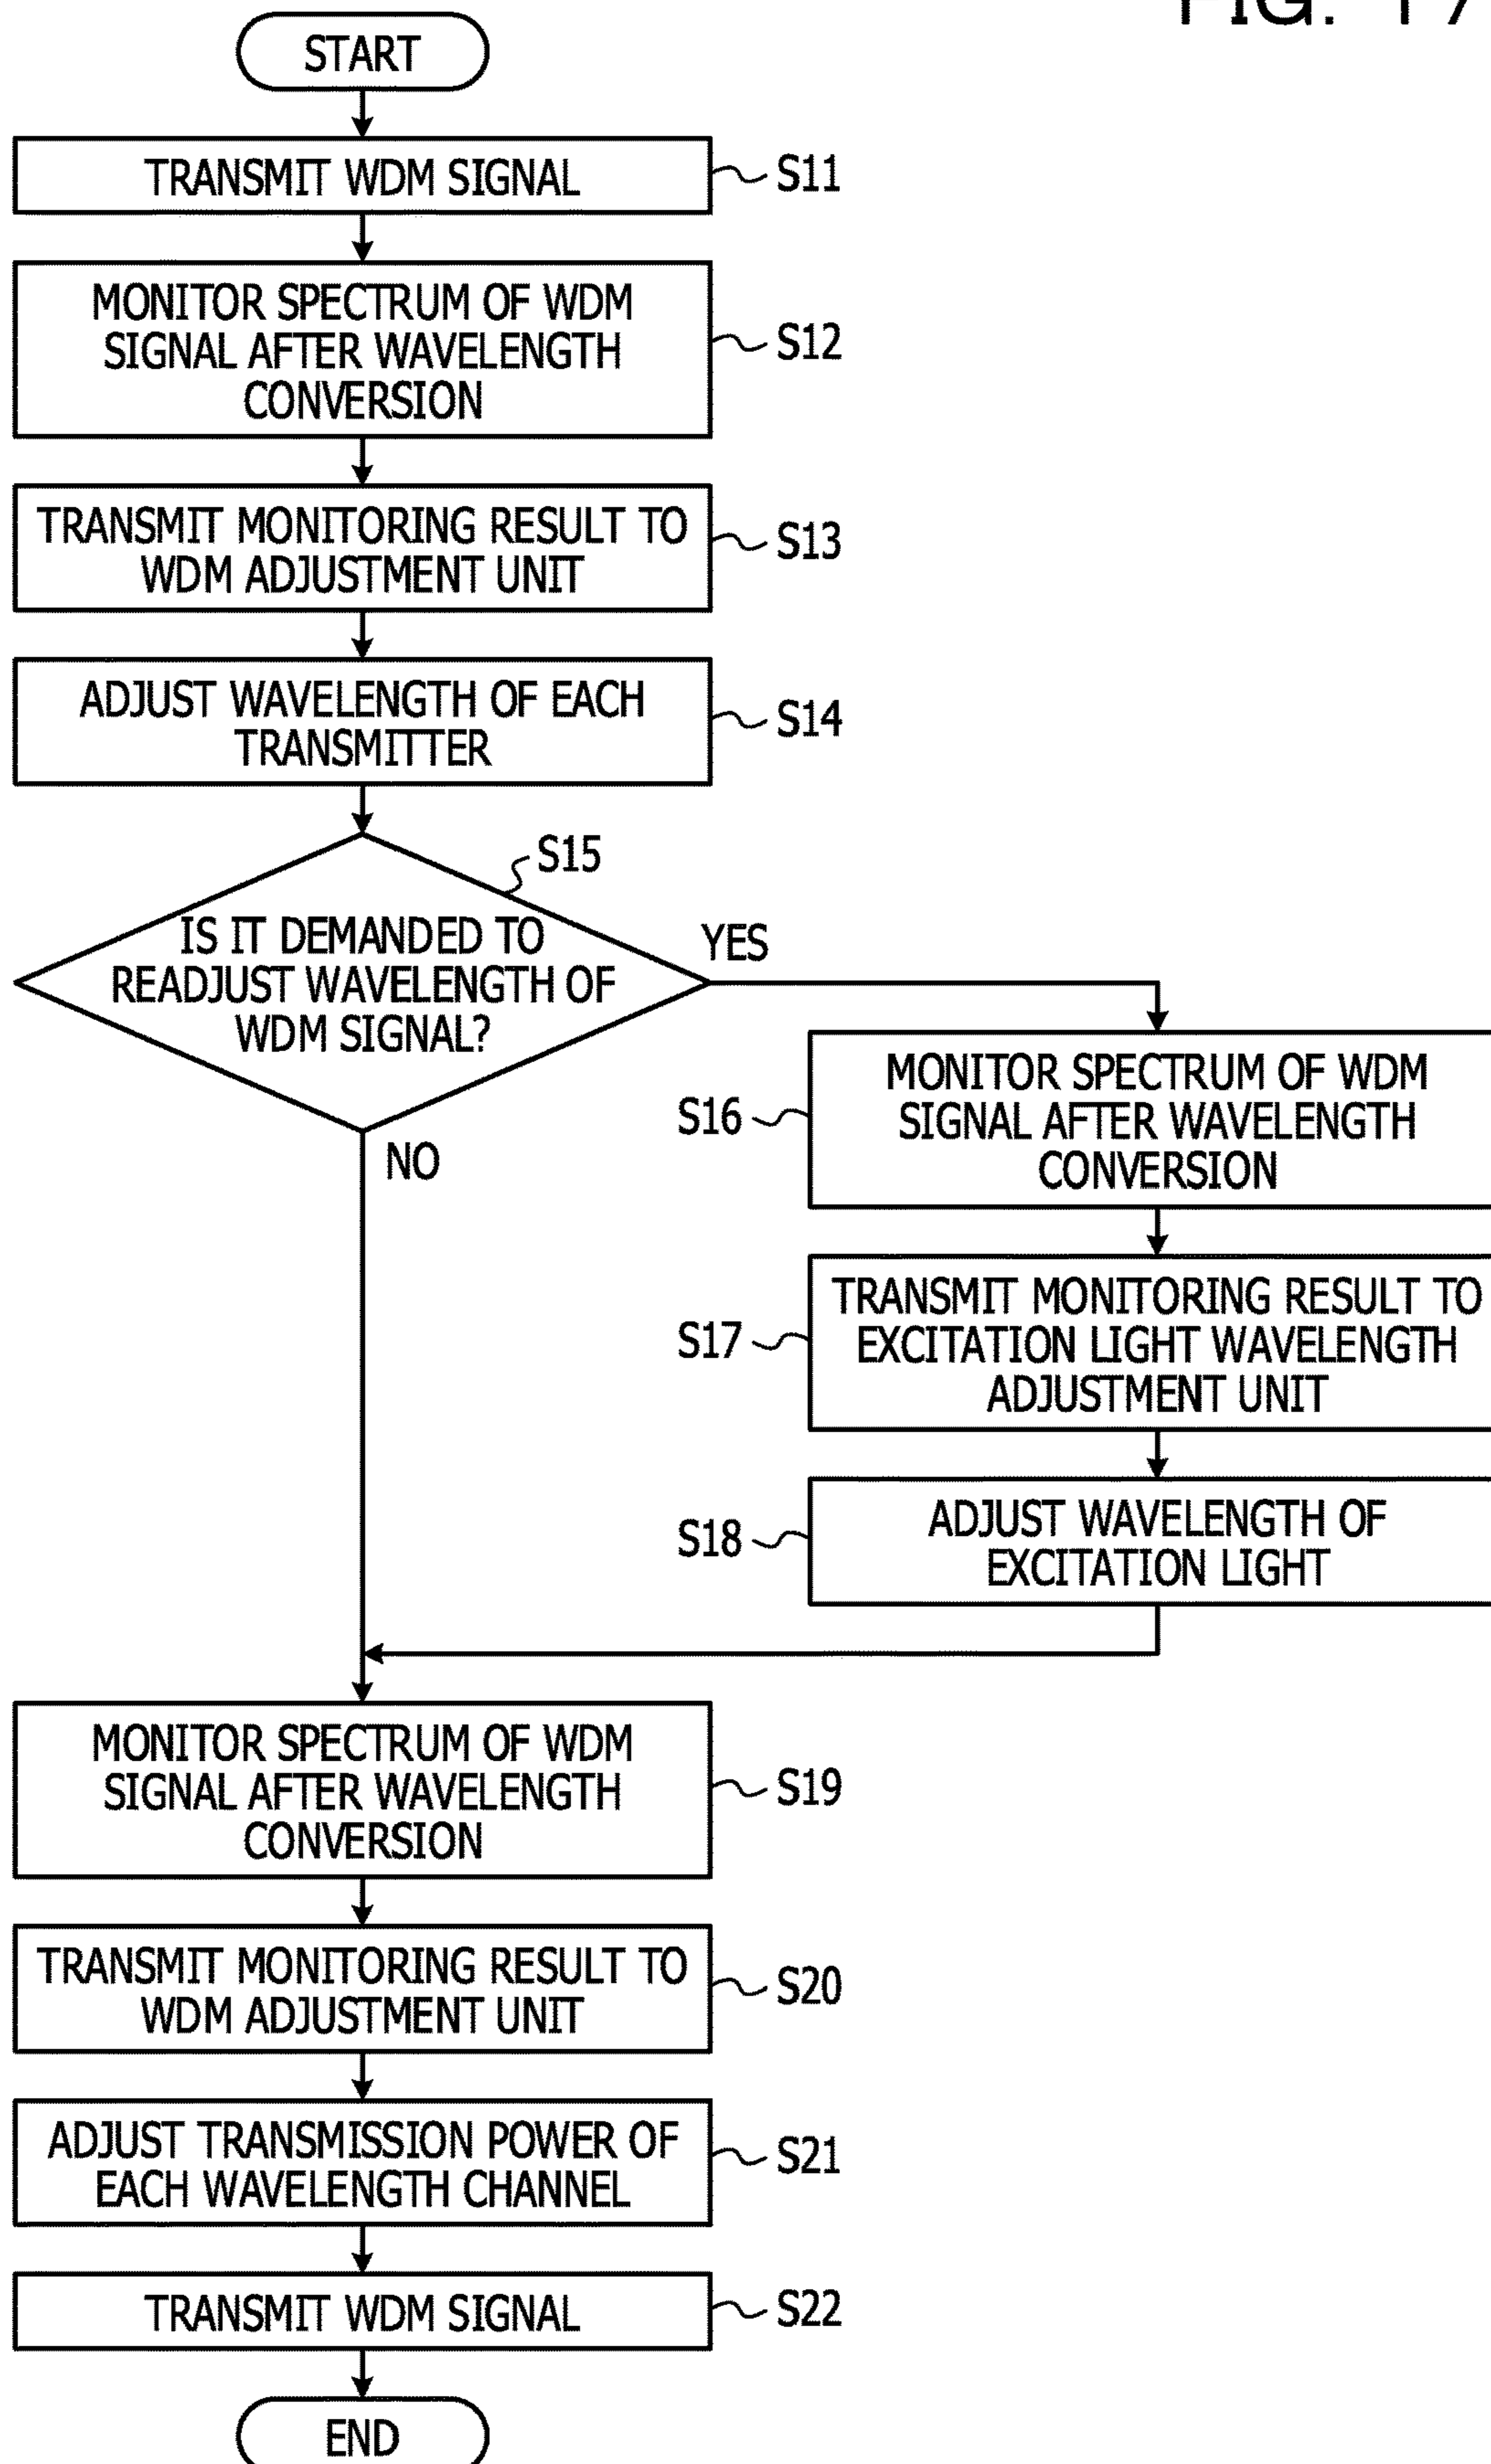 FIG. 17
START
TRANSMIT WDM SIGNAL
S11
MONITOR SPECTRUM OF WDM
SIGNAL AFTER WAVELENGTH
CONVERSION
S12
TRANSMIT MONITORING RESULT TO
WDM ADJUSTMENT UNIT
S13
ADJUST WAVELENGTH OF EACH
TRANSMITTER
S14
S15
IS IT DEMANDED TO
READJUST WAVELENGTH OF
WDM SIGNAL?
YES
NO
MONITOR SPECTRUM OF WDM
SIGNAL AFTER WAVELENGTH
CONVERSION
S16
TRANSMIT MONITORING RESULT TO
EXCITATION LIGHT WAVELENGTH
ADJUSTMENT UNIT
S17
ADJUST WAVELENGTH OF
EXCITATION LIGHT
S18
MONITOR SPECTRUM OF WDM
SIGNAL AFTER WAVELENGTH
CONVERSION
S19
TRANSMIT MONITORING RESULT TO
WDM ADJUSTMENT UNIT
S20
ADJUST TRANSMISSION POWER OF
EACH WAVELENGTH CHANNEL
S21
TRANSMIT WDM SIGNAL
S22
END